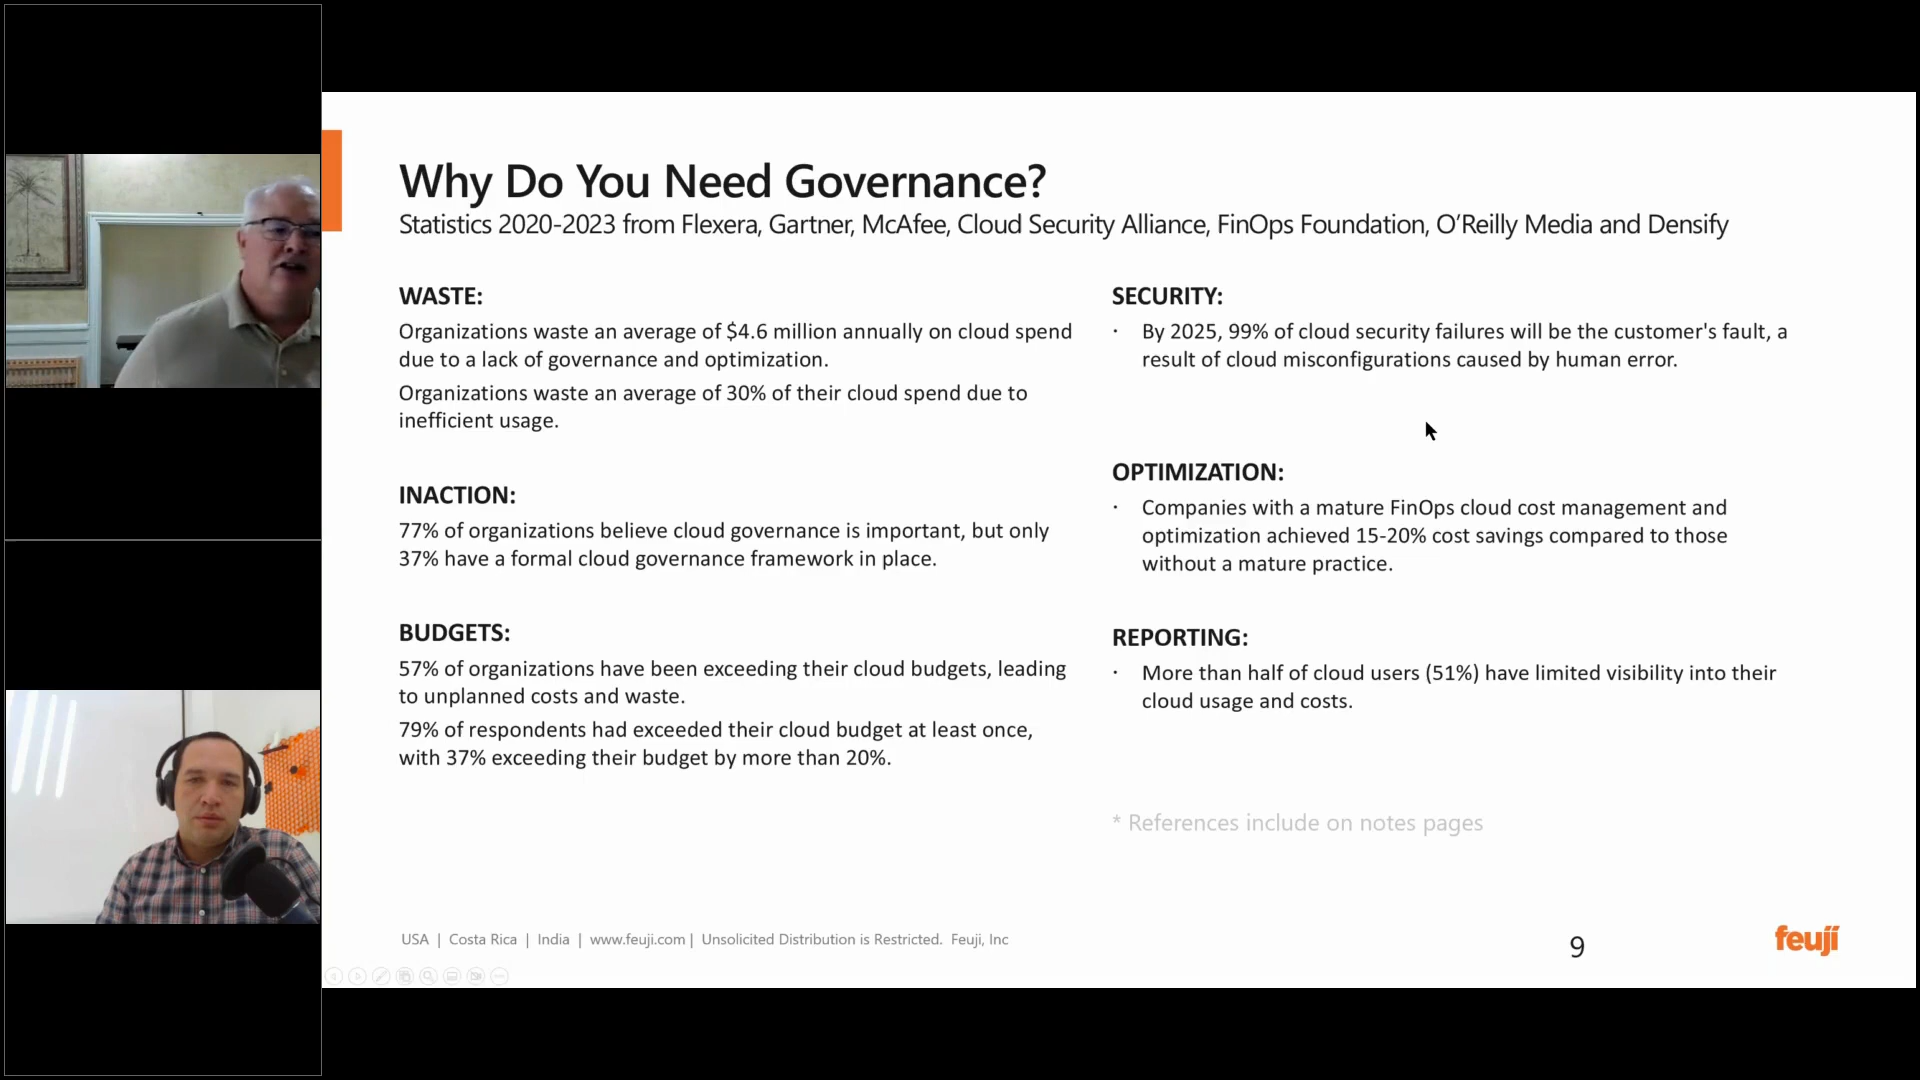 Why Do You Need Governance?
Statistics 2020-2023 from Flexera, Gartner, McAfee, Cloud Security Alliance, FinOps Foundation, O’Reilly Media and Densify
WASTE:
Organizations waste an average of $4.6 million annually on cloud spend
due to a lack of governance and optimization.
Organizations waste an average of 30% of their cloud spend due to
inefficient usage.
INACTION:
77% of organizations believe cloud governance is important, but only
37% have a formal cloud governance framework in place.
BUDGETS:
57% of organizations have been exceeding their cloud budgets, leading
to unplanned costs and waste.
79% of respondents had exceeded their cloud budget at least once,
with 37% exceeding their budget by more than 20%.
SECURITY:
· By 2025, 99% of cloud security failures will be the customer's fault, a
result of cloud misconfigurations caused by human error.
OPTIMIZATION:
· Companies with a mature FinOps cloud cost management and
optimization achieved 15-20% cost savings compared to those
without a mature practice.
REPORTING:
· More than half of cloud users (51%) have limited visibility into their
cloud usage and costs.
* References include on notes pages
USA | Costa Rica | India | www.feuji.com | Unsolicited Distribution is Restricted. Feuji, Inc
9
feuji